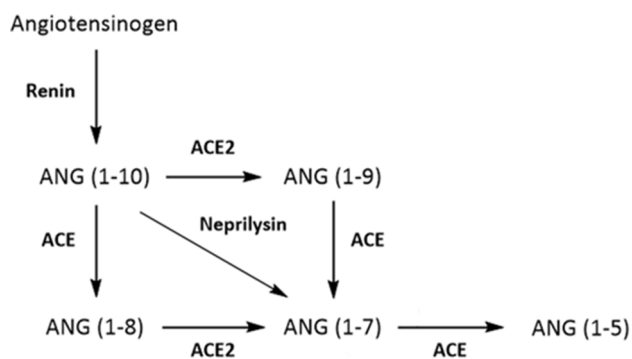 Angiotensinogen
Renin
ACE2
ANG (1-10)
ANG (1-9)
Neprilysin
ACE
ACE
ANG (1-8)
ANG (1-7)
ANG (1-5)
ACE2
ACE